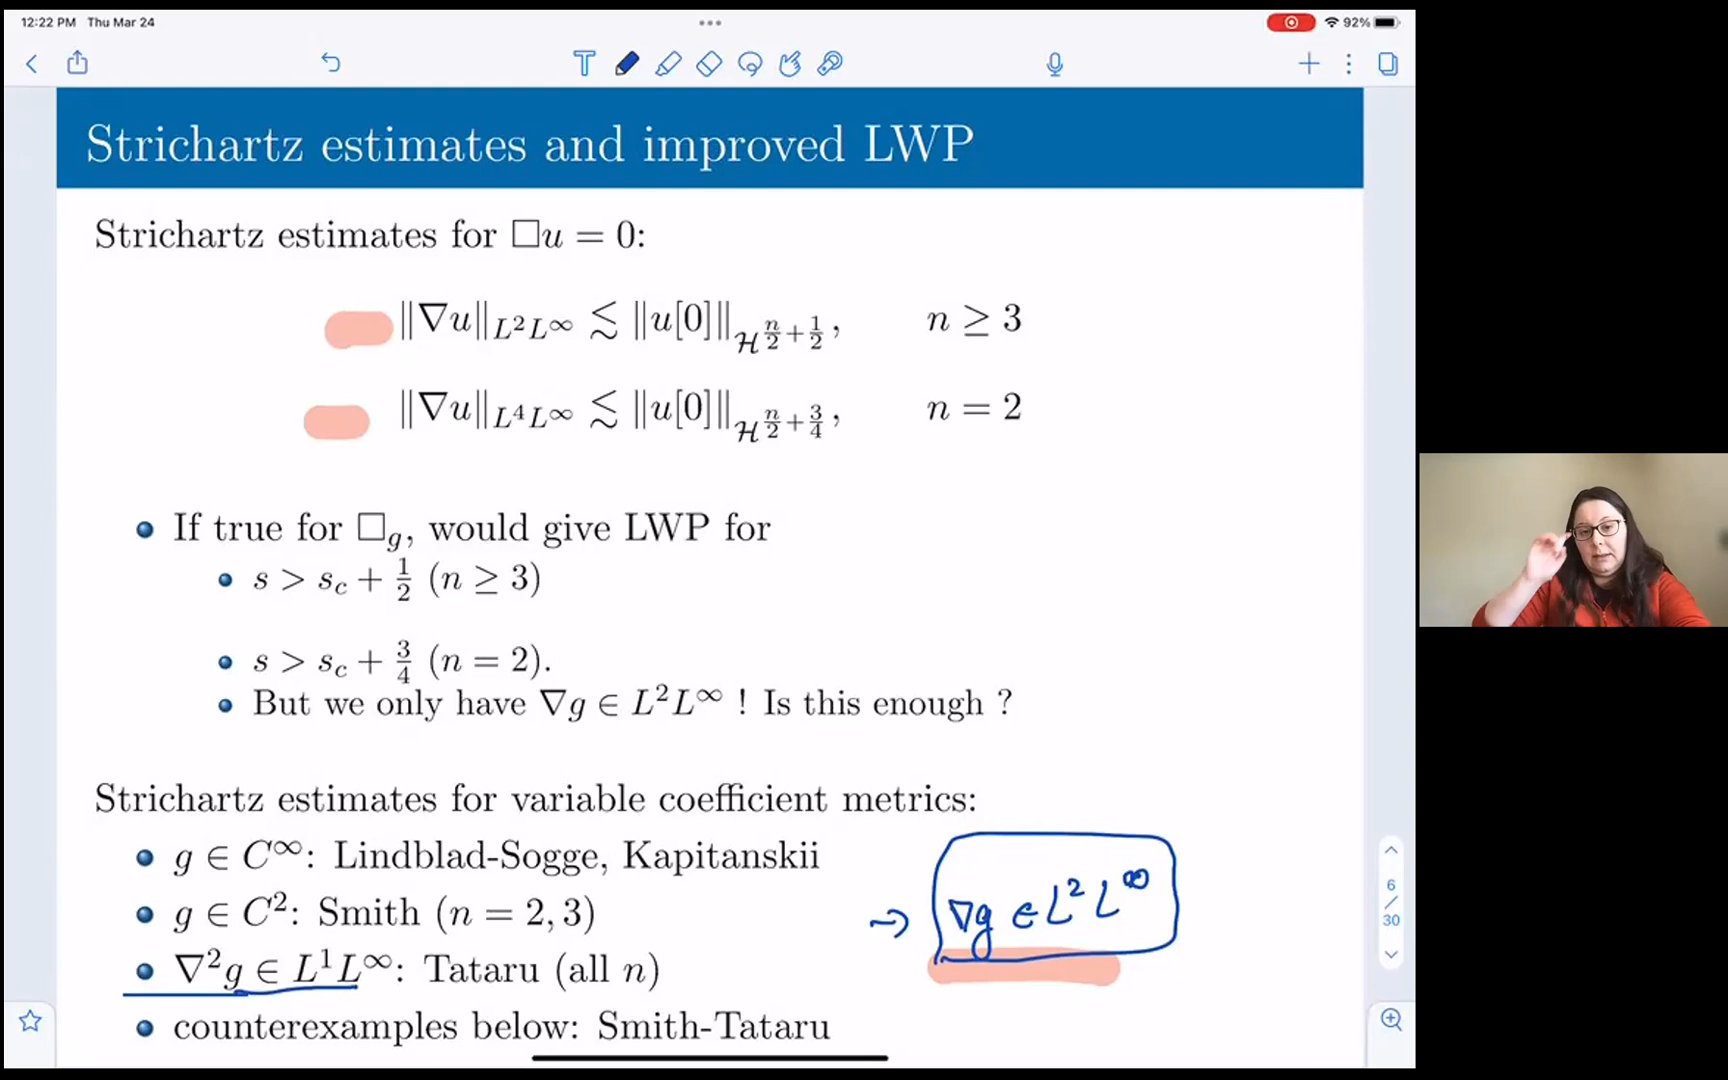 12:22 PM Thu Mar 24
92%
Strichartz estimates and improved LWP
Strichartz estimates for □u = 0:
‖∇u‖_{L²L^∞} ≲ ‖u[0]‖_{ℋ^{n/2+1/2}}, n ≥ 3
‖∇u‖_{L⁴L^∞} ≲ ‖u[0]‖_{ℋ^{n/2+3/4}}, n = 2
• If true for □_g, would give LWP for
• s > s_c + 1/2 (n ≥ 3)
• s > s_c + 3/4 (n = 2).
• But we only have ∇g ∈ L²L^∞ ! Is this enough ?
Strichartz estimates for variable coefficient metrics:
• g ∈ C^∞: Lindblad-Sogge, Kapitanskii
• g ∈ C²: Smith (n = 2, 3)
→ ∇g ∈ L²L^∞
• ∇²g ∈ L¹L^∞: Tataru (all n)
• counterexamples below: Smith-Tataru
6
/
30